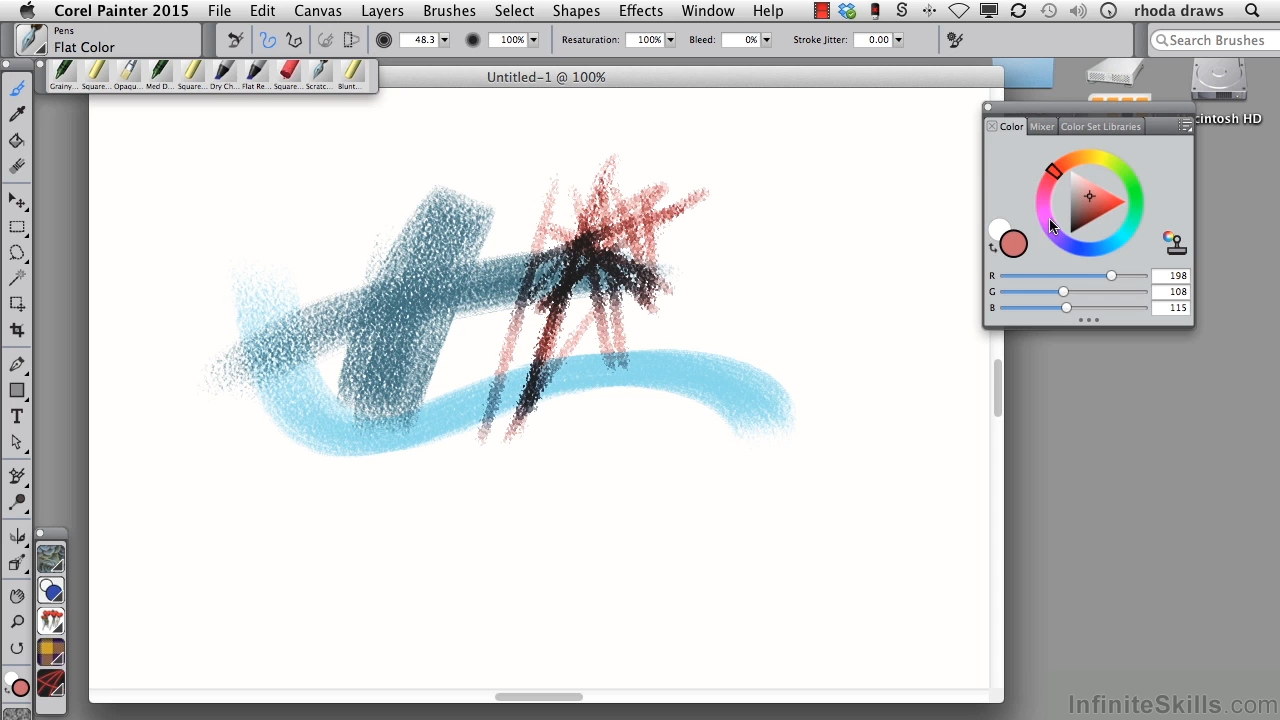 Corel Painter 2015 File Edit Canvas Layers Brushes Select Shapes Effects Window Help rhoda draws
Pens
Flat Color
48.3 100% Resaturation: 100% Bleed: 0% Stroke Jitter: 0.00
Search Brushes
Untitled-1 @ 100%
Grainy... Square... Opaqu... Med D... Square... Dry Ch... Flat Re... Square... Scratc... Blunt...
cintosh HD
Color Mixer Color Set Libraries
R 198
G 108
B 115
T
InfiniteSkills.com